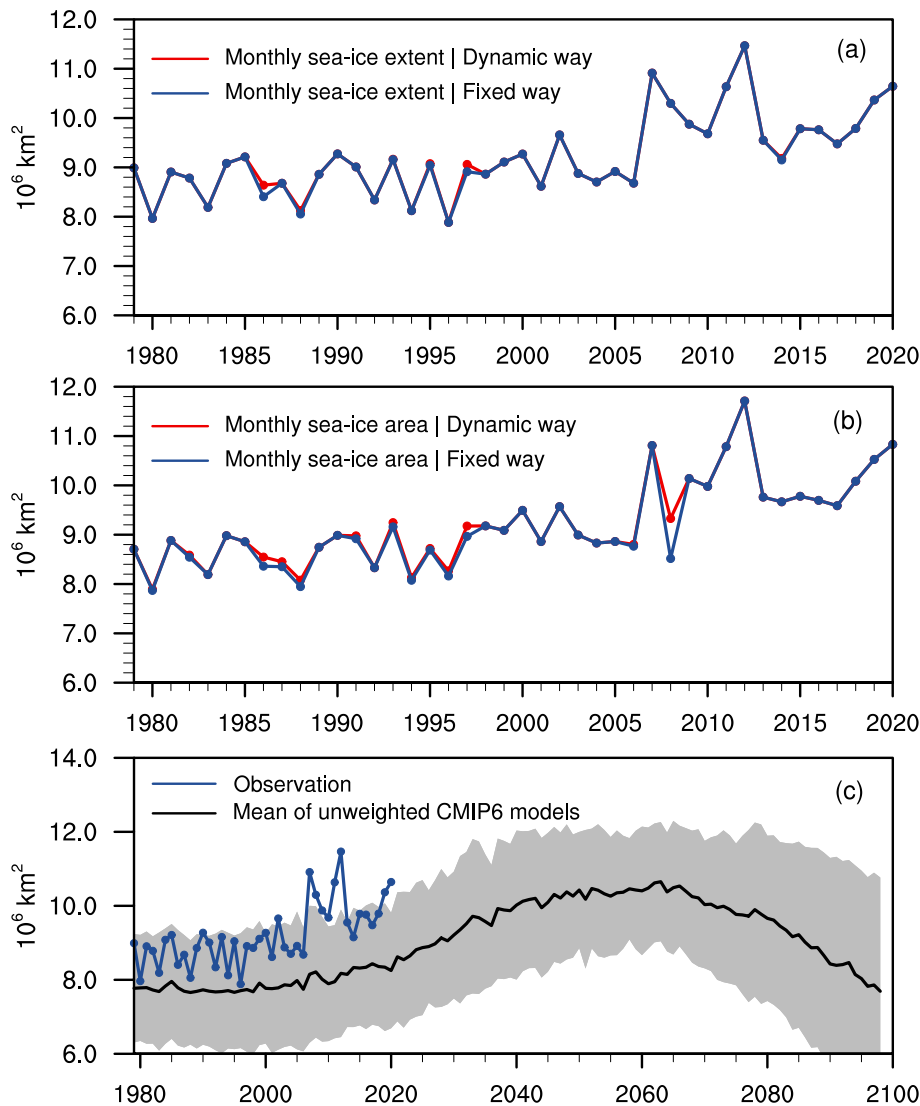 12.0
(a)
Monthly sea-ice extent | Dynamic way
11.0
Monthly sea-ice extent | Fixed way
10.0
10⁶ km²
9.0
8.0
7.0
6.0
1980 1985 1990 1995 2000 2005 2010 2015 2020
12.0
(b)
Monthly sea-ice area | Dynamic way
11.0
Monthly sea-ice area | Fixed way
10.0
10⁶ km²
9.0
8.0
7.0
6.0
1980 1985 1990 1995 2000 2005 2010 2015 2020
14.0
Observation
(c)
Mean of unweighted CMIP6 models
12.0
10⁶ km²
10.0
8.0
6.0
1980 2000 2020 2040 2060 2080 2100